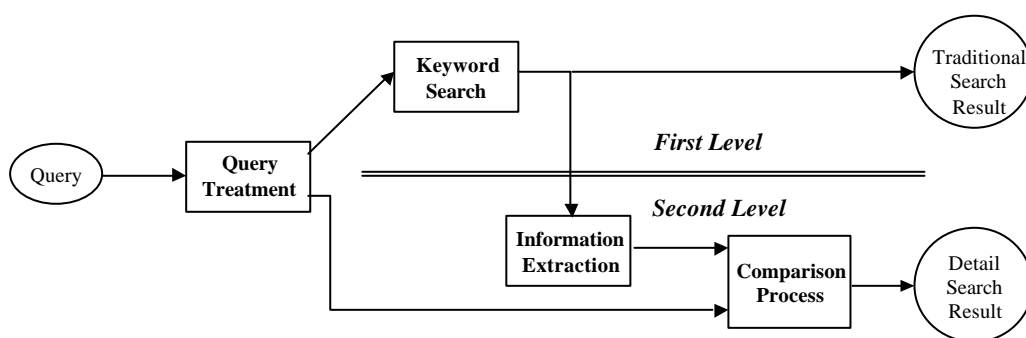 Keyword
Search
Traditional
Search
Result
First Level
Query
Query
Treatment
Second Level
Information
Extraction
Comparison
Process
Detail
Search
Result